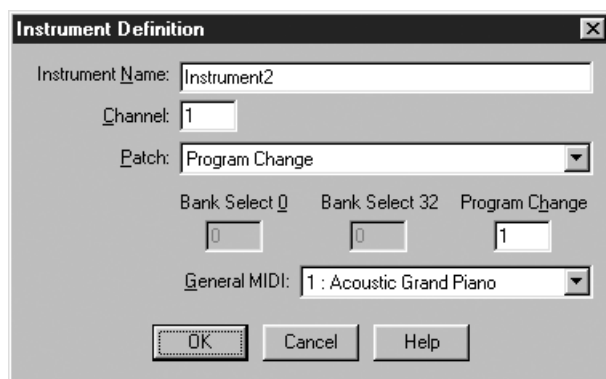 Instrument Definition
Instrument Name: Instrument2
Channel: 1
Patch: Program Change
Bank Select 0 Bank Select 32 Program Change
0 0 1
General MIDI: 1 : Acoustic Grand Piano
OK Cancel Help